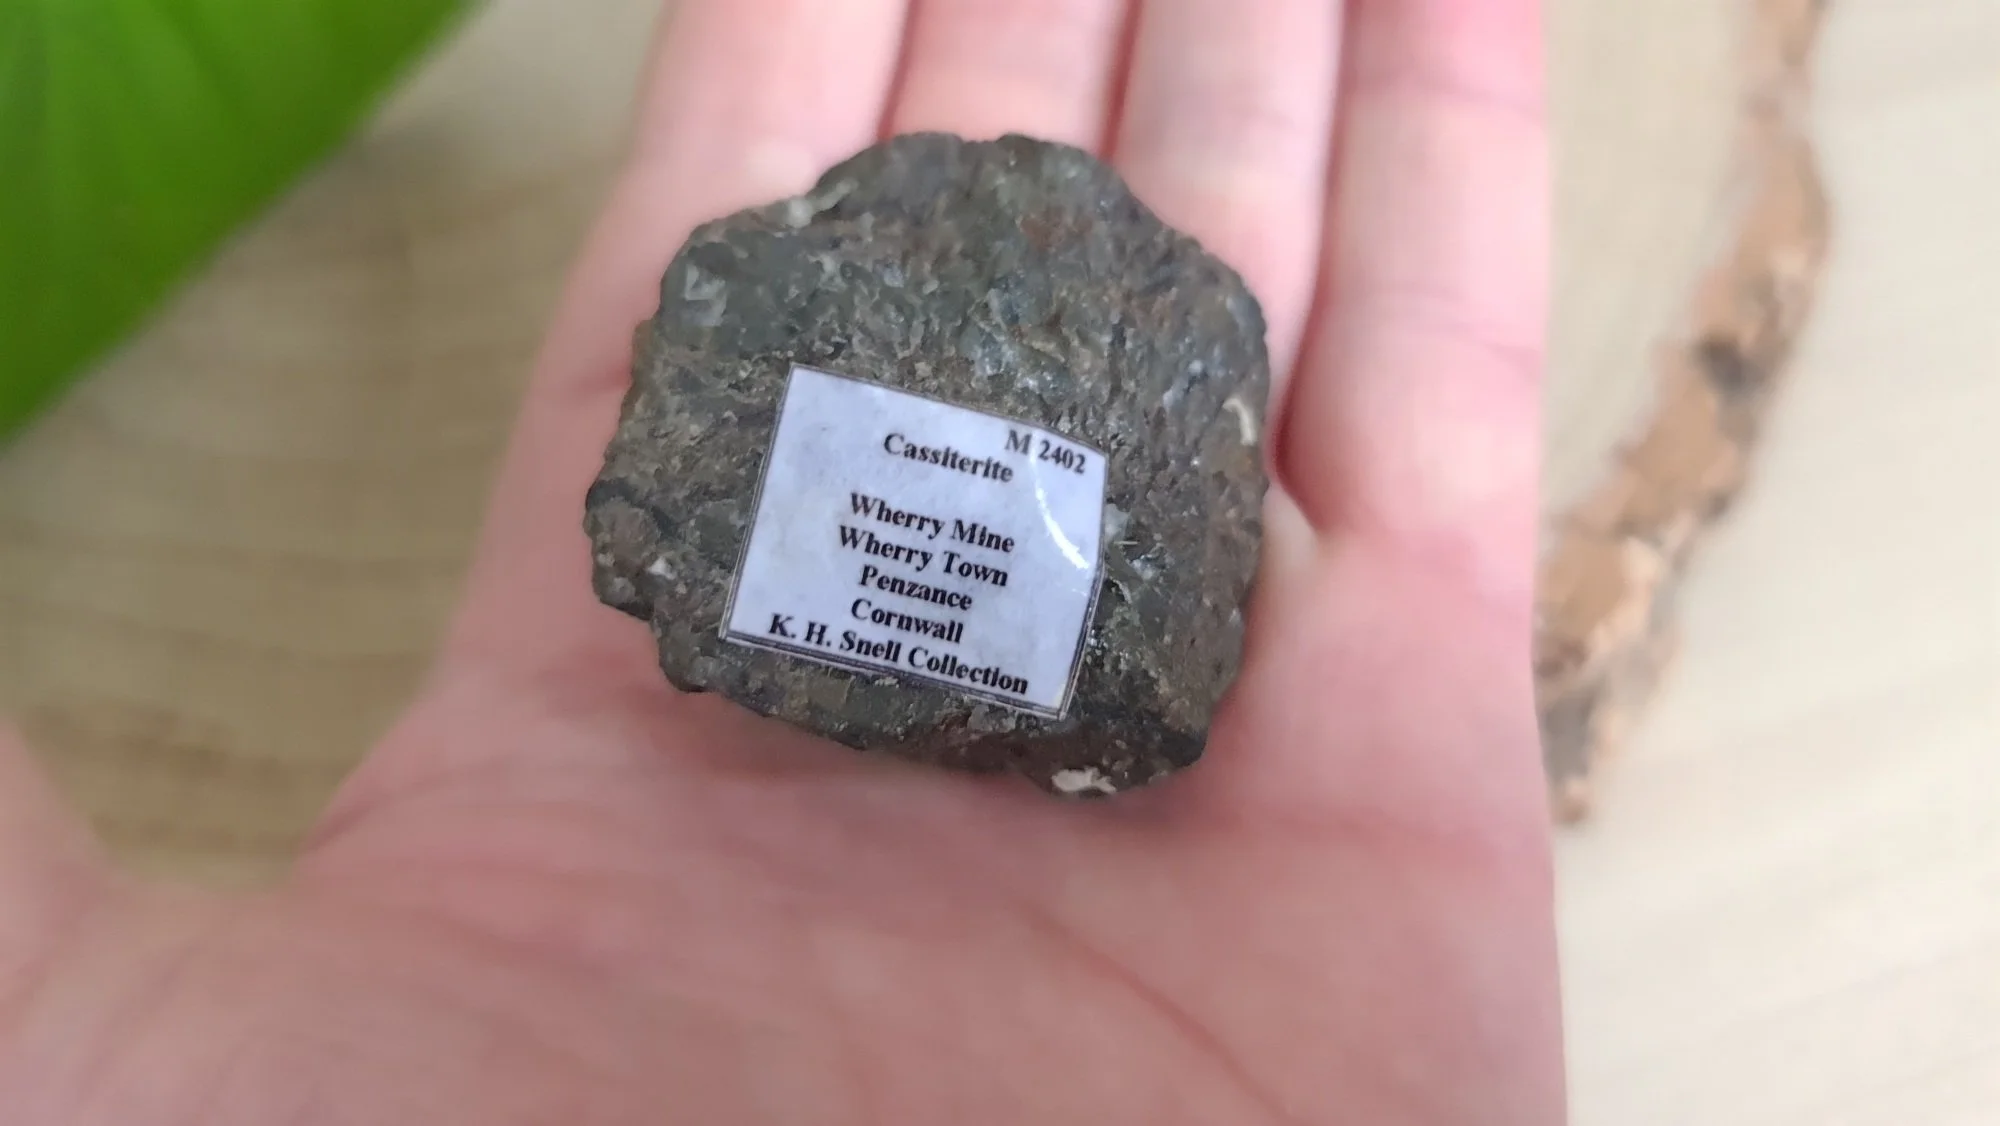 M 2402
Cassiterite
Wherry Mine
Wherry Town
Penzance
Cornwall
K. H. Snell Collection